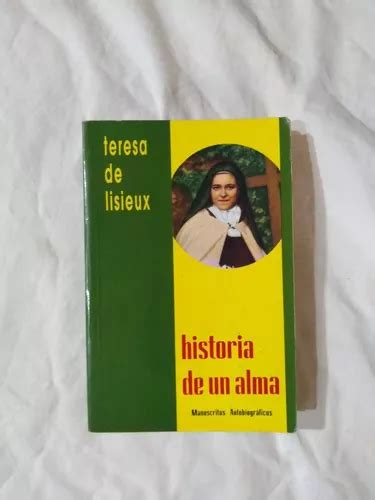 teresa
de
lisieux
historia
de un alma
Manuscritos Autobiográficos